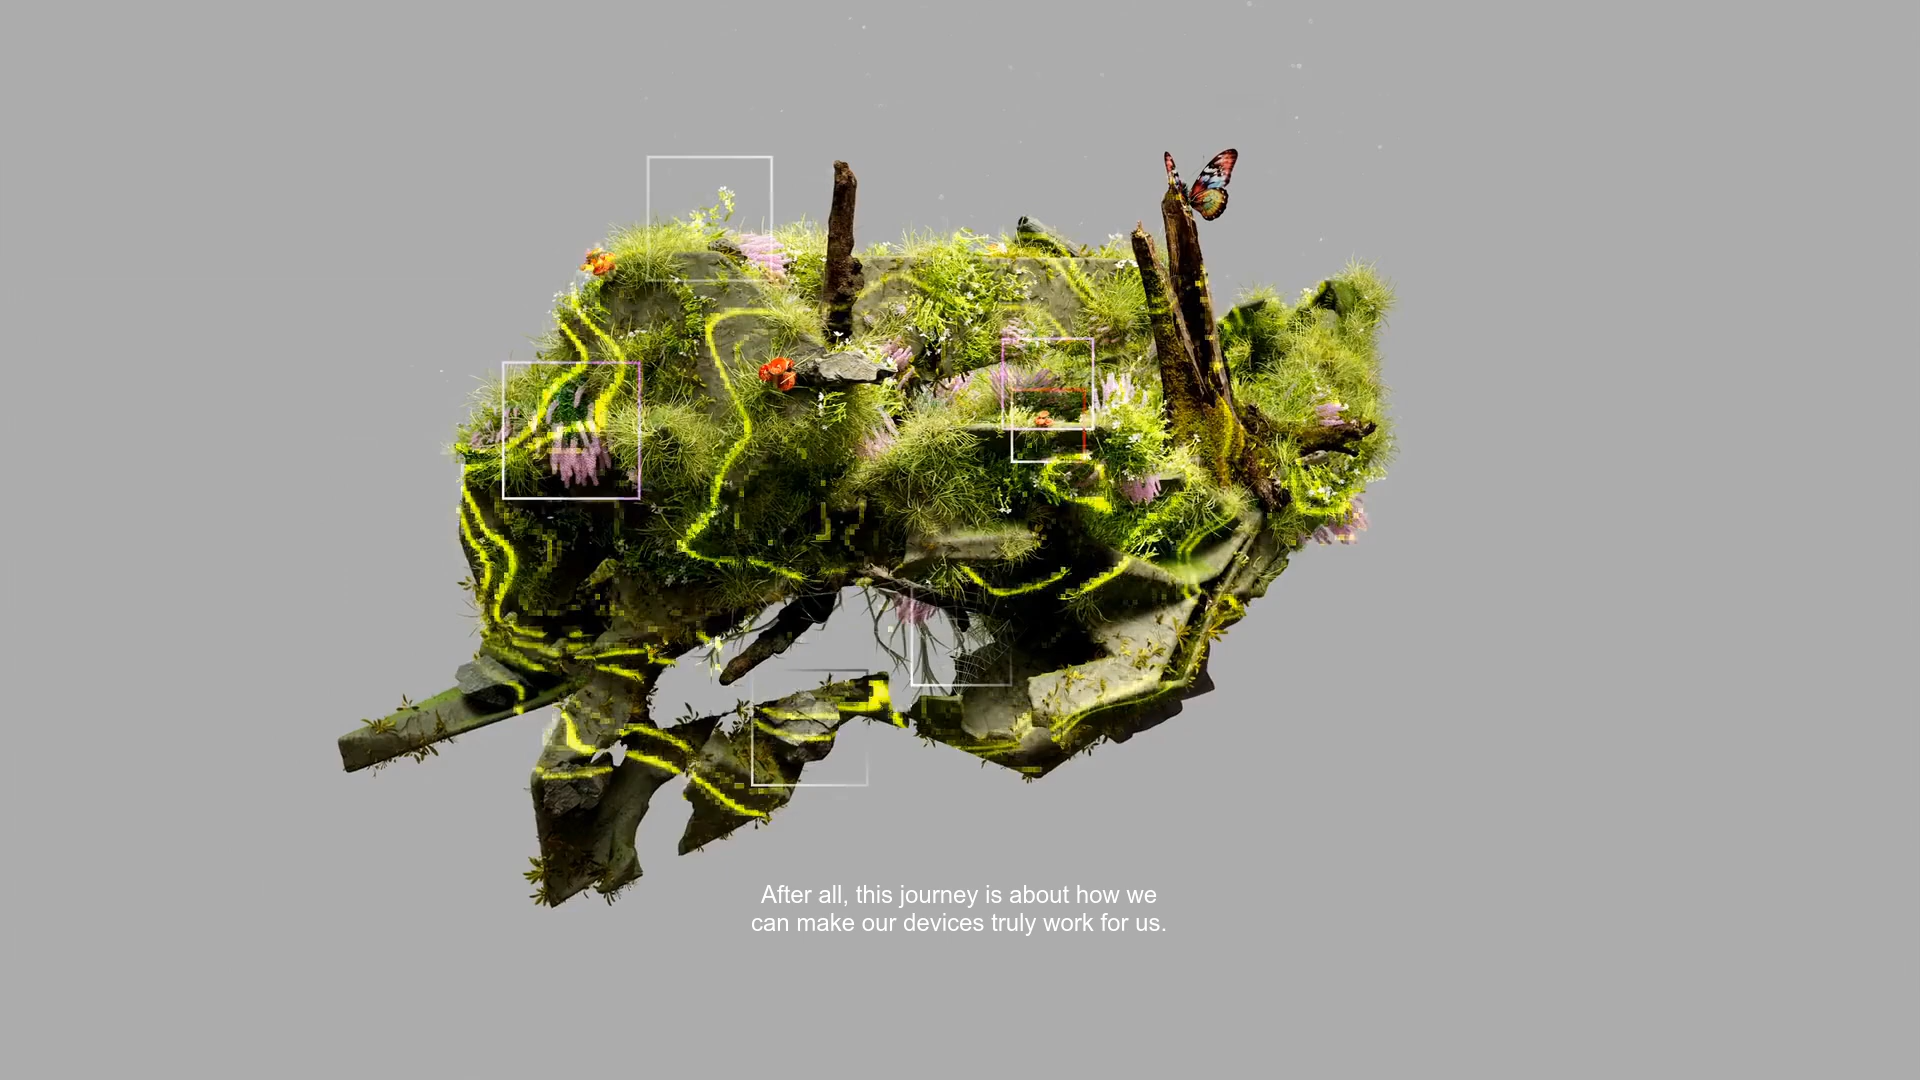 After all, this journey is about how we
can make our devices truly work for us.